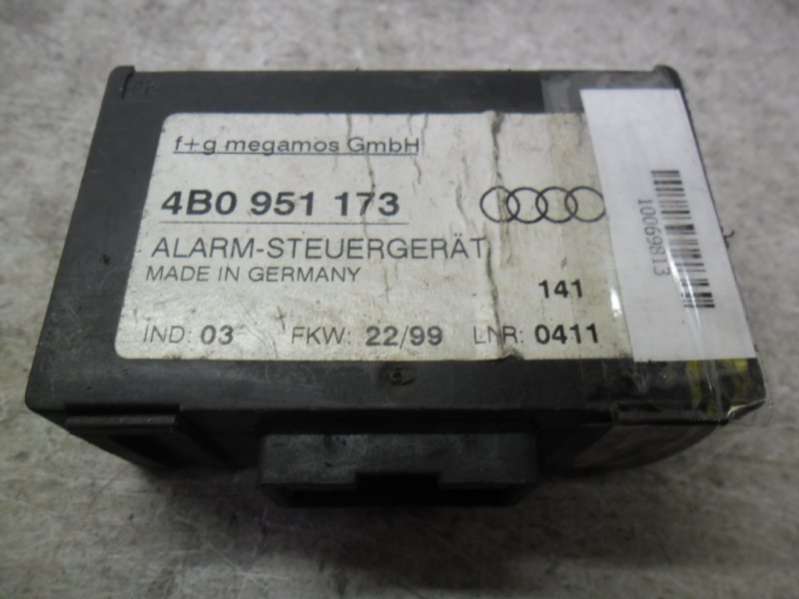 f+g megamos GmbH
4B0 951 173
ALARM-STEUERGERÄT
MADE IN GERMANY
141
IND: 03 FKW: 22/99 LNR: 0411
10069813